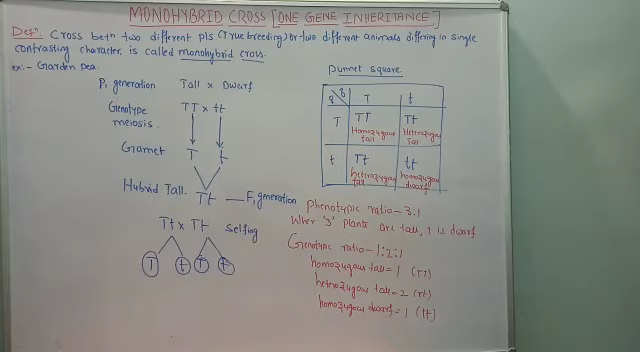 MONOHYBRID CROSS [ONE GENE INHERITANCE]
Defn. Cross betn two different pls (True breeding) or two different animals differing in single
contrasting character is called monohybrid cross.
ex:- Garden Pea.
P1 generation Tall x Dwarf
Genotype TT x tt
meiosis.
Gamet T t
Hybrid Tall. Tt F1 generation
Tt x Tt selfing
T t T t
Punnet square
T t
T TT Tt
Homozygous tall Heterozygous Tall
t Tt tt
heterozygous tall homozygous dwarf
Phenotypic ratio - 3:1
When '3' plants are tall, 1 is dwarf
Genotypic ratio - 1:2:1
homozygous tall = 1 (TT)
heterozygous tall = 2 (Tt)
homozygous dwarf = 1 (tt)